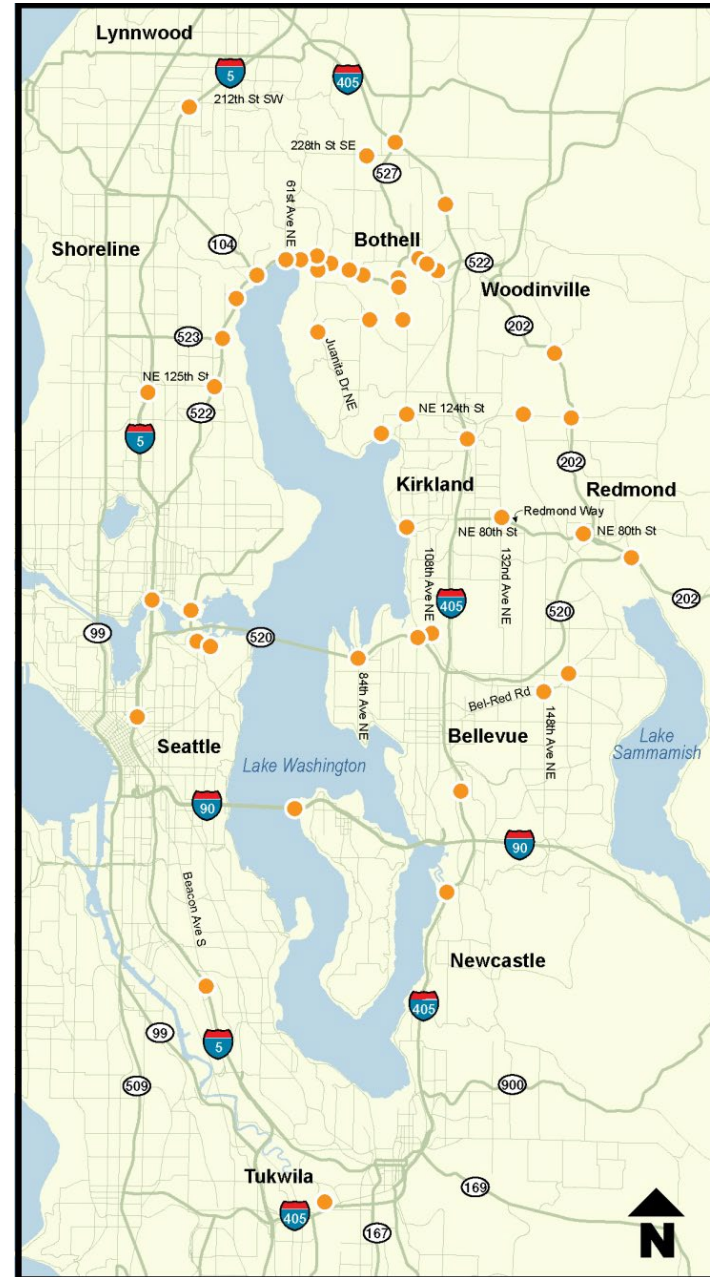 Lynnwood
5
405
212th St SW
228th St SE
527
61st Ave NE
Shoreline
104
Bothell
522
Woodinville
202
523
Juanita Dr NE
NE 125th St
522
NE 124th St
5
202
Kirkland
Redmond
Redmond Way
NE 80th St
NE 80th St
108th Ave NE
132nd Ave NE
405
202
99
520
520
84th Ave NE
Bel-Red Rd
148th Ave NE
Seattle
Bellevue
Lake
Sammamish
Lake Washington
90
90
Beacon Ave S
Newcastle
405
99
5
509
900
Tukwila
169
405
167
N